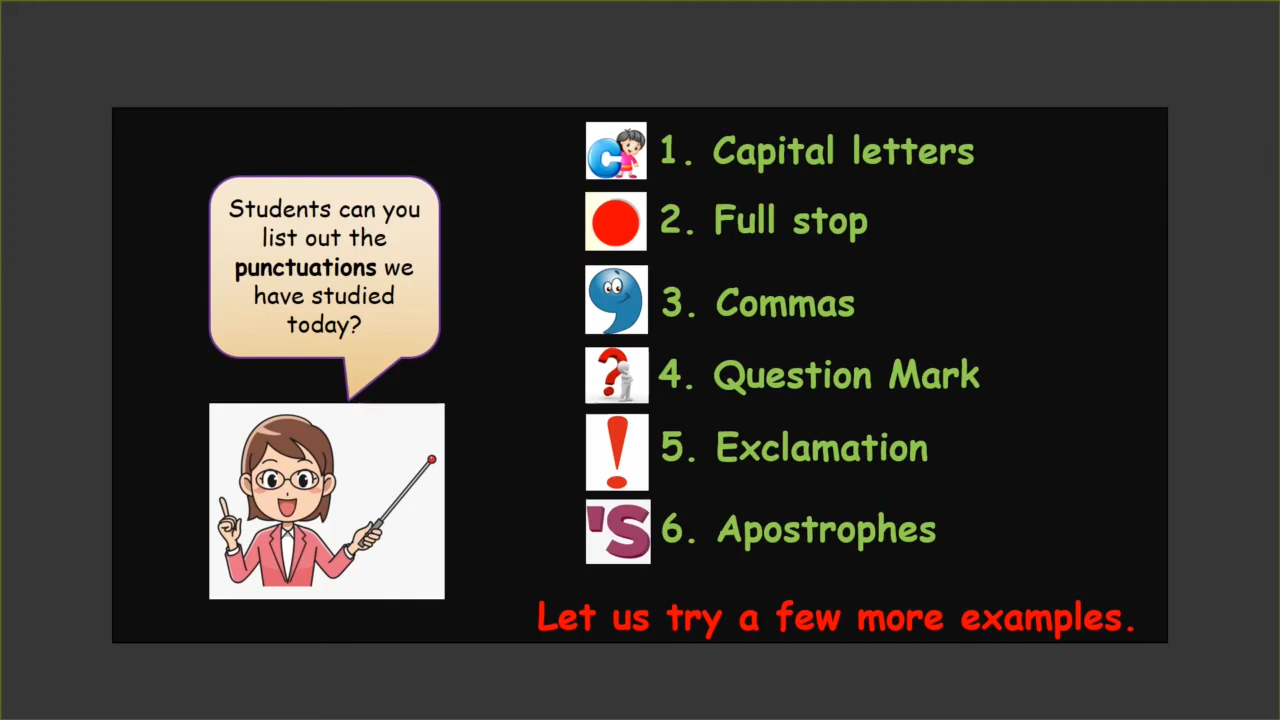 Students can you
list out the
punctuations we
have studied
today?
1. Capital letters
2. Full stop
3. Commas
4. Question Mark
5. Exclamation
6. Apostrophes
Let us try a few more examples.